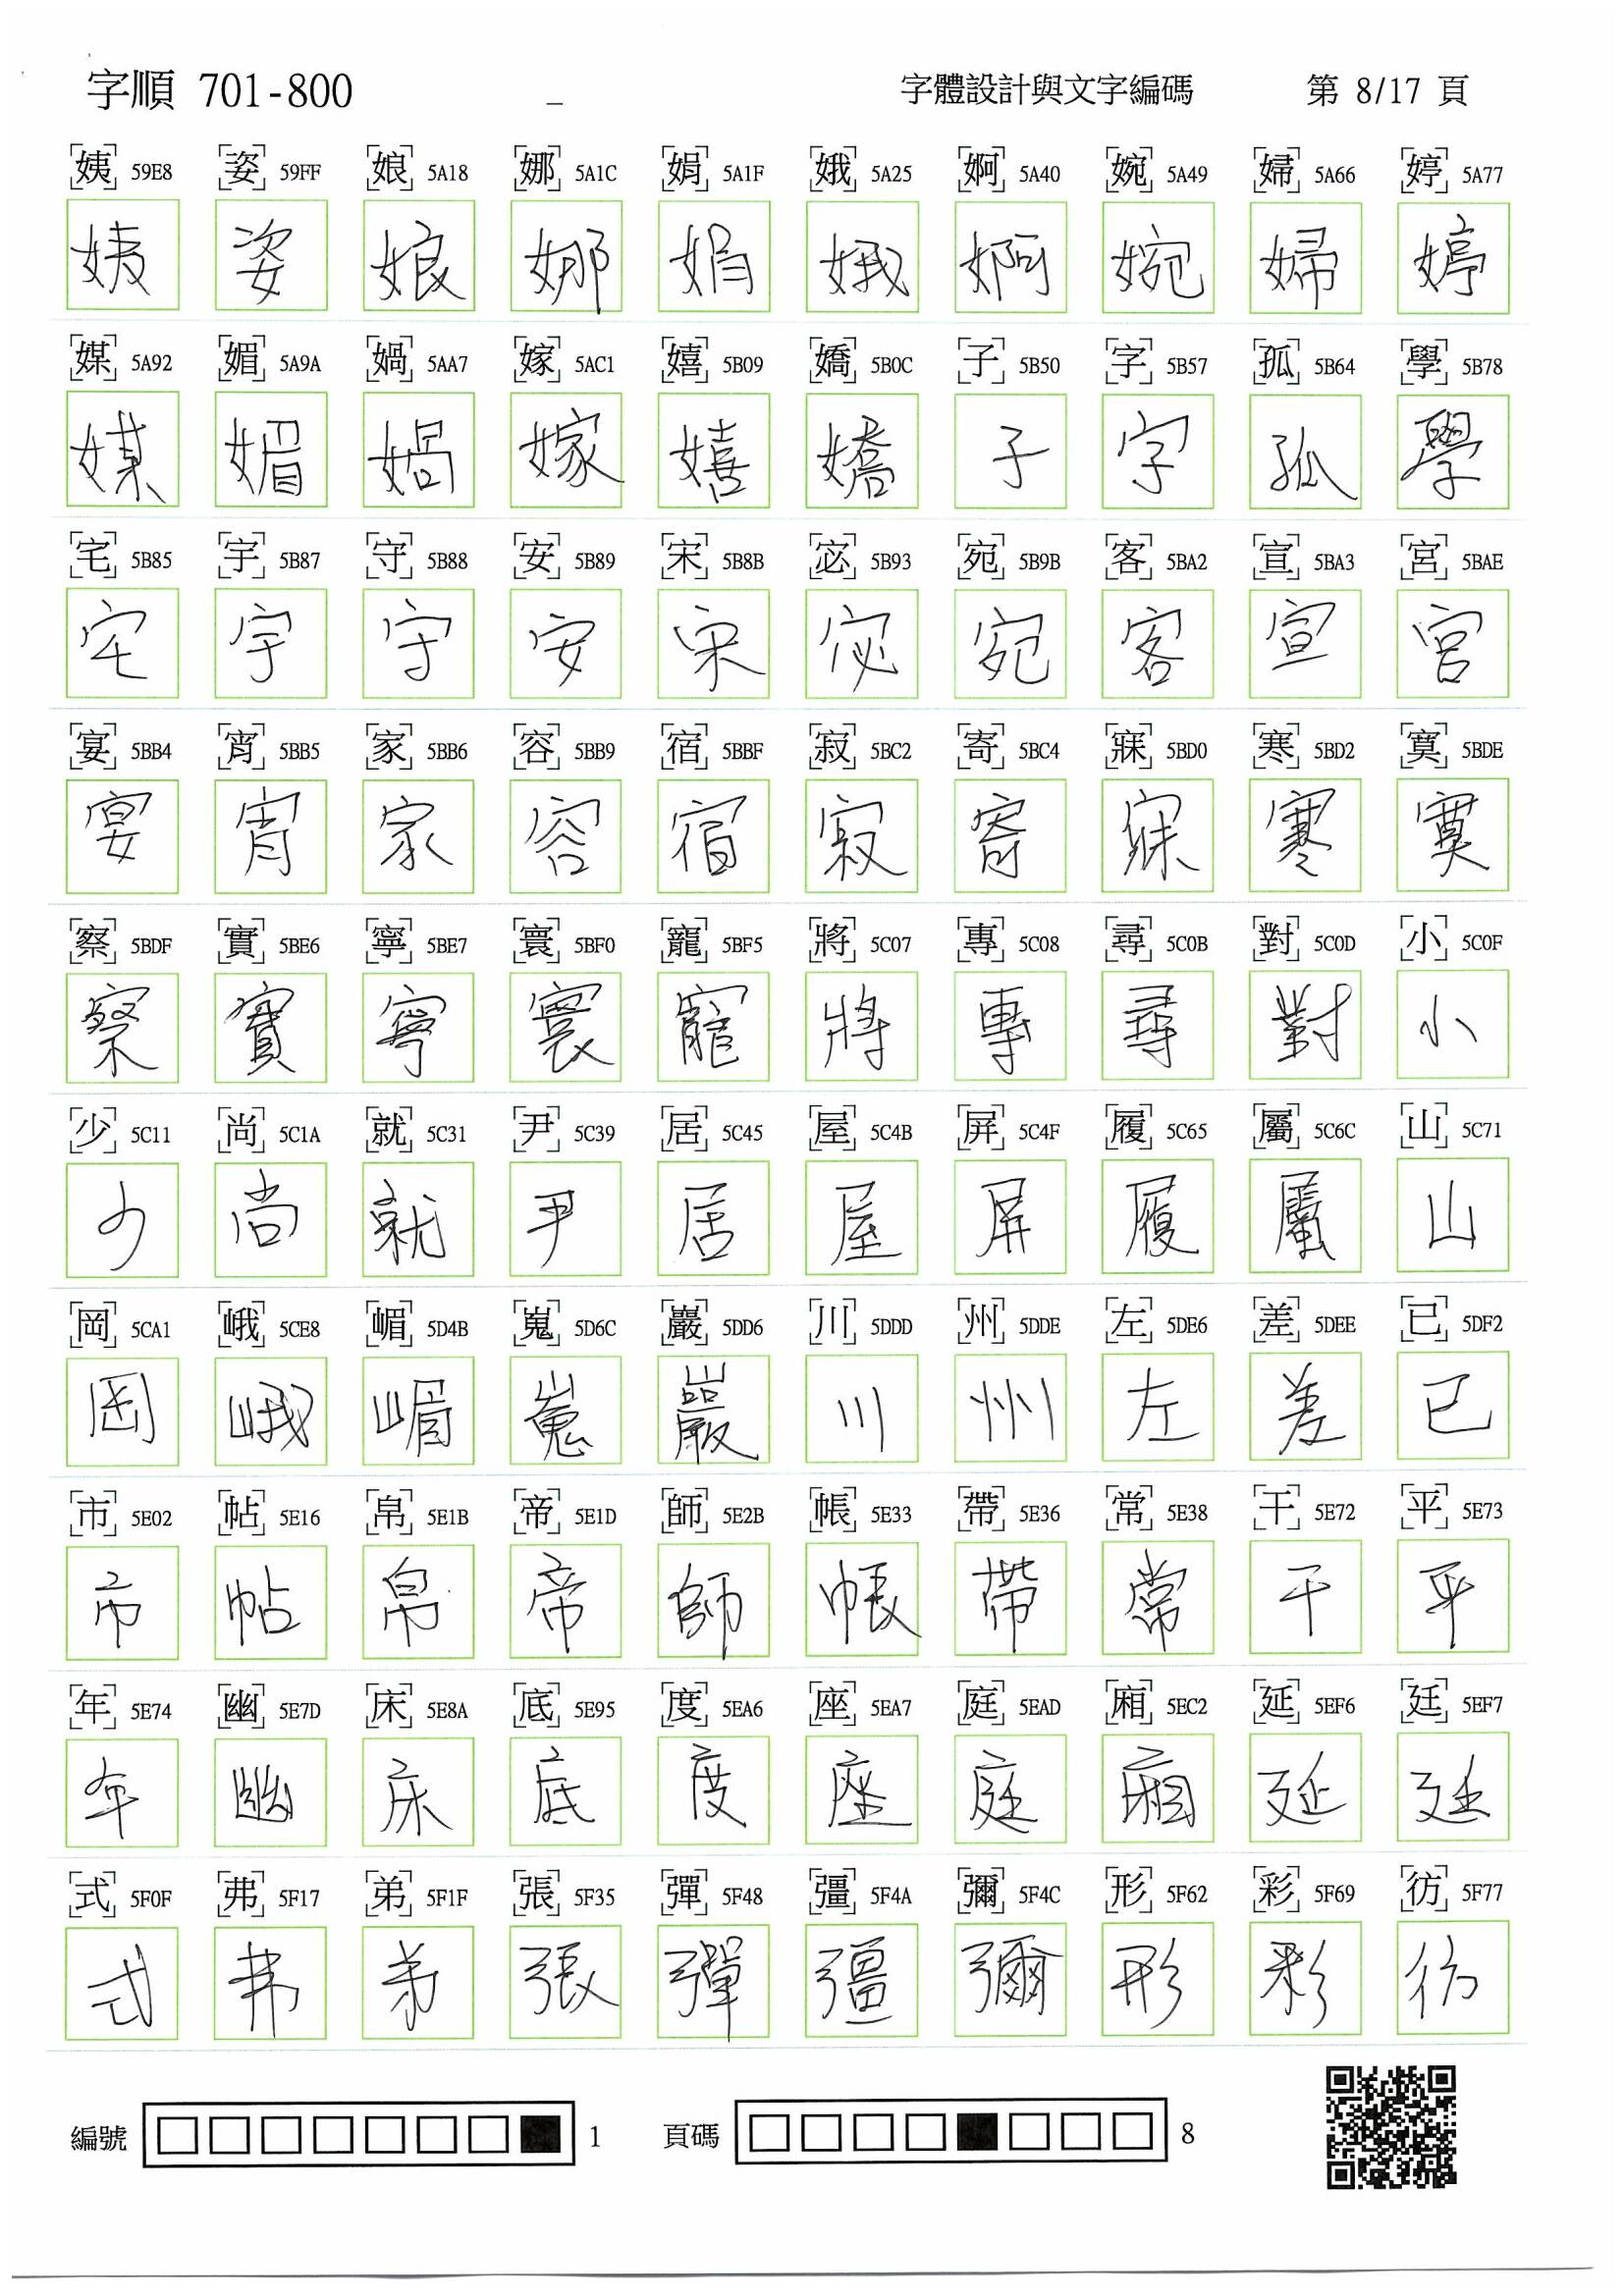 字順 701-800 _ 字體設計與文字編碼 第 8/17 頁
姨 59E8 姿 59FF 娘 5A18 娜 5A1C 娟 5A1F 娥 5A25 婀 5A40 婉 5A49 婦 5A66 婷 5A77
姨 姿 娘 娜 娟 娥 婀 婉 婦 婷
媒 5A92 媚 5A9A 媧 5AA7 嫁 5AC1 嬉 5B09 嬌 5B0C 子 5B50 字 5B57 孤 5B64 學 5B78
媒 媚 媧 嫁 嬉 嬌 子 字 孤 學
宅 5B85 宇 5B87 守 5B88 安 5B89 宋 5B8B 宓 5B93 宛 5B9B 客 5BA2 宣 5BA3 宮 5BAE
宅 宇 守 安 宋 宓 宛 客 宣 宮
宴 5BB4 宵 5BB5 家 5BB6 容 5BB9 宿 5BBF 寂 5BC2 寄 5BC4 寐 5BD0 寒 5BD2 寞 5BDE
宴 宵 家 容 宿 寂 寄 寐 寒 寞
察 5BDF 實 5BE6 寧 5BE7 寰 5BF0 寵 5BF5 將 5C07 專 5C08 尋 5C0B 對 5C0D 小 5C0F
察 實 寧 寰 寵 將 專 尋 對 小
少 5C11 尚 5C1A 就 5C31 尹 5C39 居 5C45 屋 5C4B 屏 5C4F 履 5C65 屬 5C6C 山 5C71
少 尚 就 尹 居 屋 屏 履 屬 山
岡 5CA1 峨 5CE8 嵋 5D4B 嵬 5D6C 巖 5DD6 川 5DDD 州 5DDE 左 5DE6 差 5DEE 已 5DF2
岡 峨 嵋 嵬 巖 川 州 左 差 已
市 5E02 帖 5E16 帛 5E1B 帝 5E1D 師 5E2B 帳 5E33 帶 5E36 常 5E38 干 5E72 平 5E73
市 帖 帛 帝 師 帳 帶 常 干 平
年 5E74 幽 5E7D 床 5E8A 底 5E95 度 5EA6 座 5EA7 庭 5EAD 廂 5EC2 延 5EF6 廷 5EF7
年 幽 床 底 度 座 庭 廂 延 廷
式 5F0F 弗 5F17 弟 5F1F 張 5F35 彈 5F48 彊 5F4A 彌 5F4C 形 5F62 彩 5F69 彷 5F77
式 弗 弟 張 彈 彊 彌 形 彩 彷
編號 1 頁碼 8